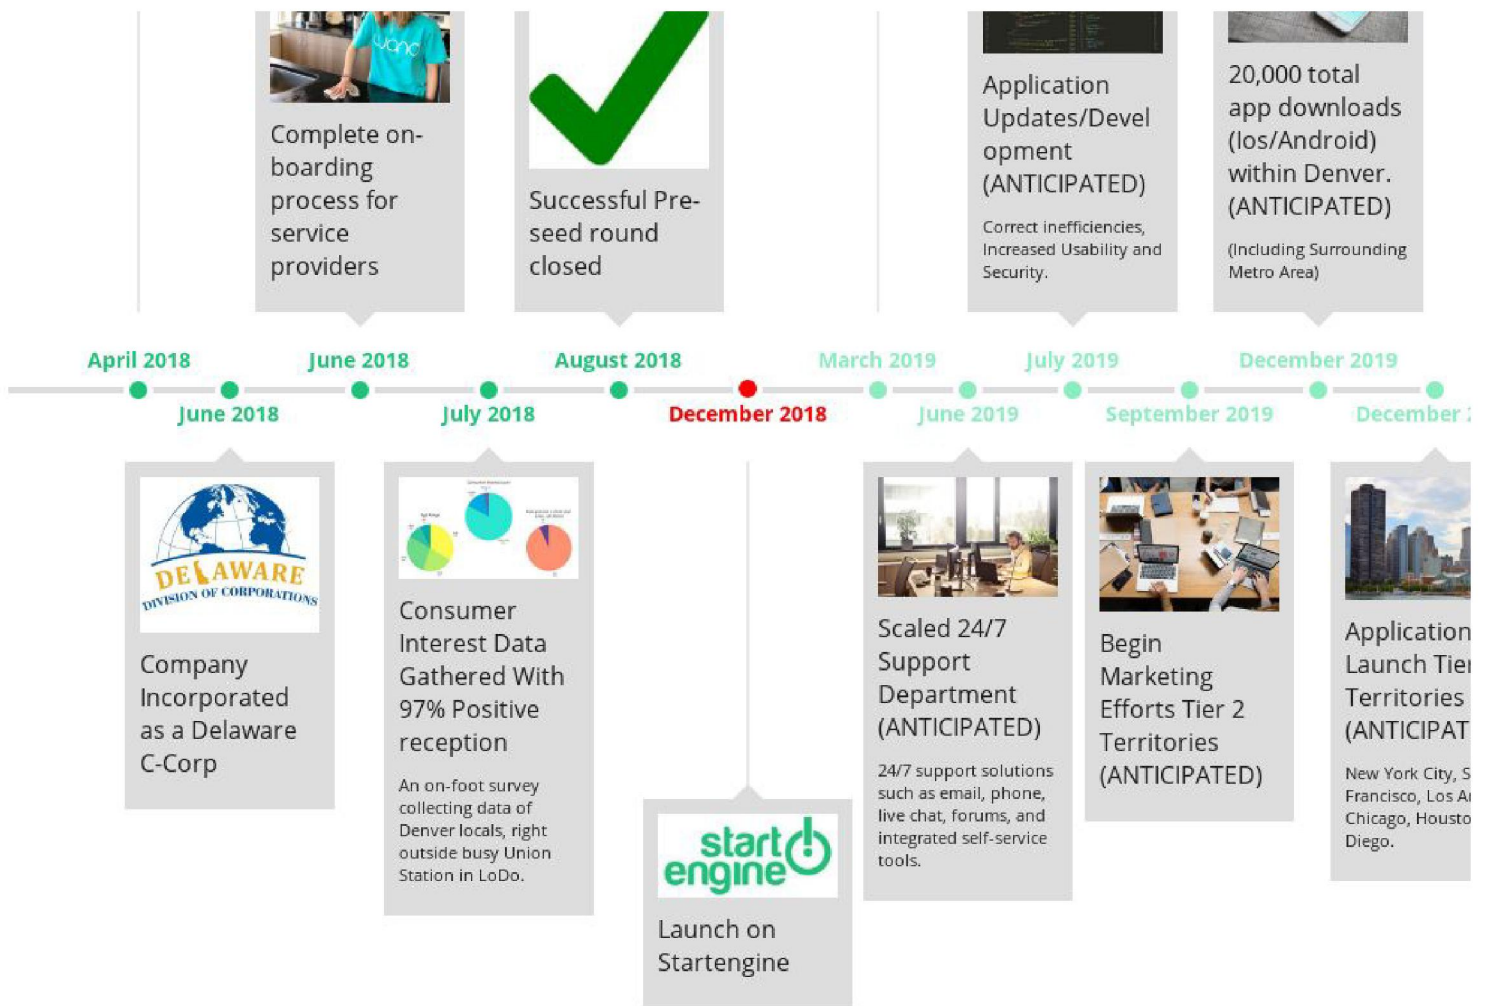 Complete on-
boarding
process for
service
providers
Successful Pre-
seed round
closed
Application
Updates/Devel
opment
(ANTICIPATED)
Correct inefficiencies,
Increased Usability and
Security.
20,000 total
app downloads
(Ios/Android)
within Denver.
(ANTICIPATED)
(Including Surrounding
Metro Area)
April 2018
June 2018
August 2018
March 2019
July 2019
December 2019
June 2018
July 2018
December 2018
June 2019
September 2019
December
DELAWARE
DIVISION OF CORPORATIONS
Company
Incorporated
as a Delaware
C-Corp
Consumer
Interest Data
Gathered With
97% Positive
reception
An on-foot survey
collecting data of
Denver locals, right
outside busy Union
Station in LoDo.
start
engine
Launch on
Startengine
Scaled 24/7
Support
Department
(ANTICIPATED)
24/7 support solutions
such as email, phone,
live chat, forums, and
integrated self-service
tools.
Begin
Marketing
Efforts Tier 2
Territories
(ANTICIPATED)
Application
Launch Tier
Territories
(ANTICIPAT
New York City, S
Francisco, Los A
Chicago, Housto
Diego.